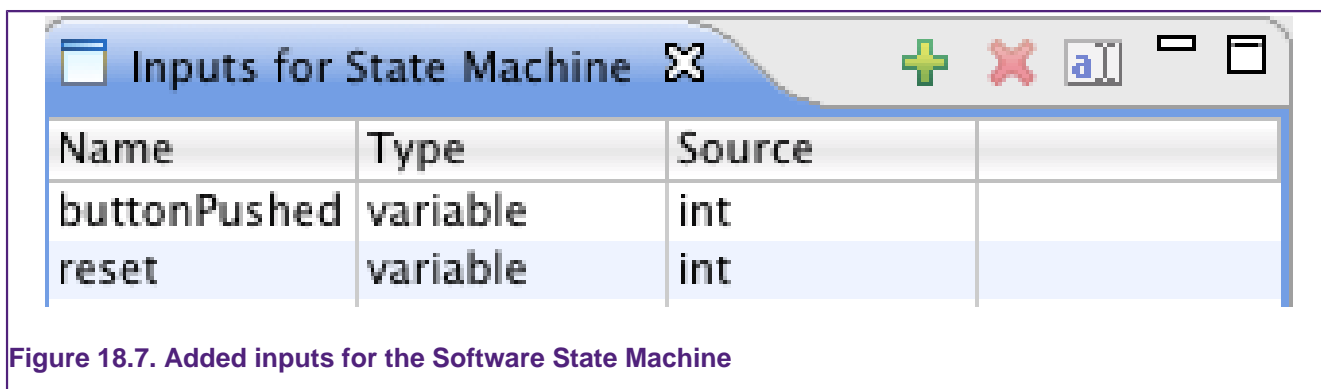 Inputs for State Machine
Name Type Source
buttonPushed variable int
reset variable int
Figure 18.7. Added inputs for the Software State Machine